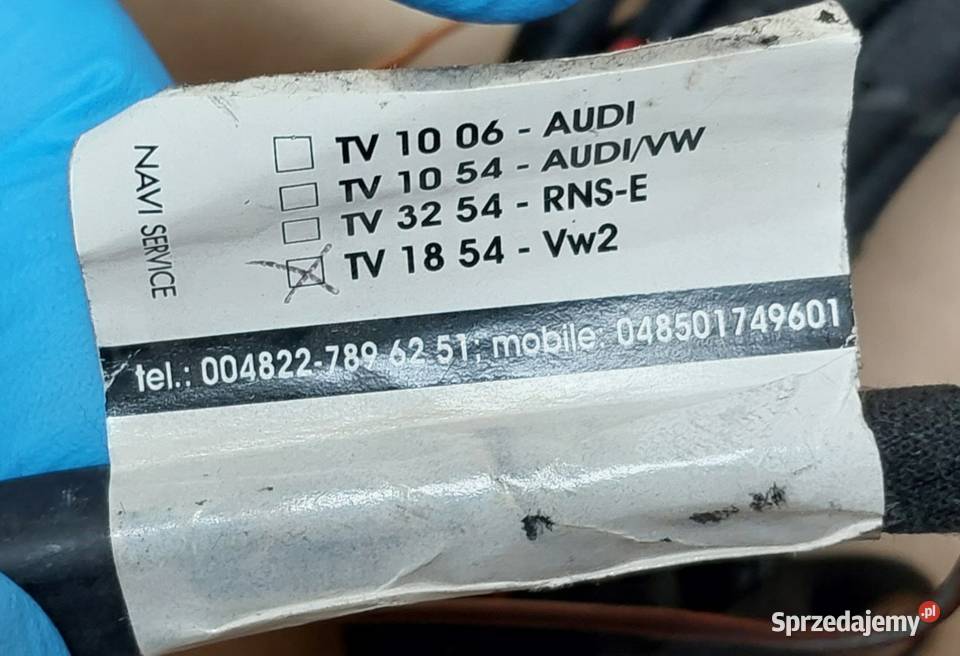 NAVI SERVICE
TV 10 06 - AUDI
TV 10 54 - AUDI/VW
TV 32 54 - RNS-E
TV 18 54 - Vw2
tel.: 004822-789 62 51; mobile: 048501749601
Sprzedajemy.pl